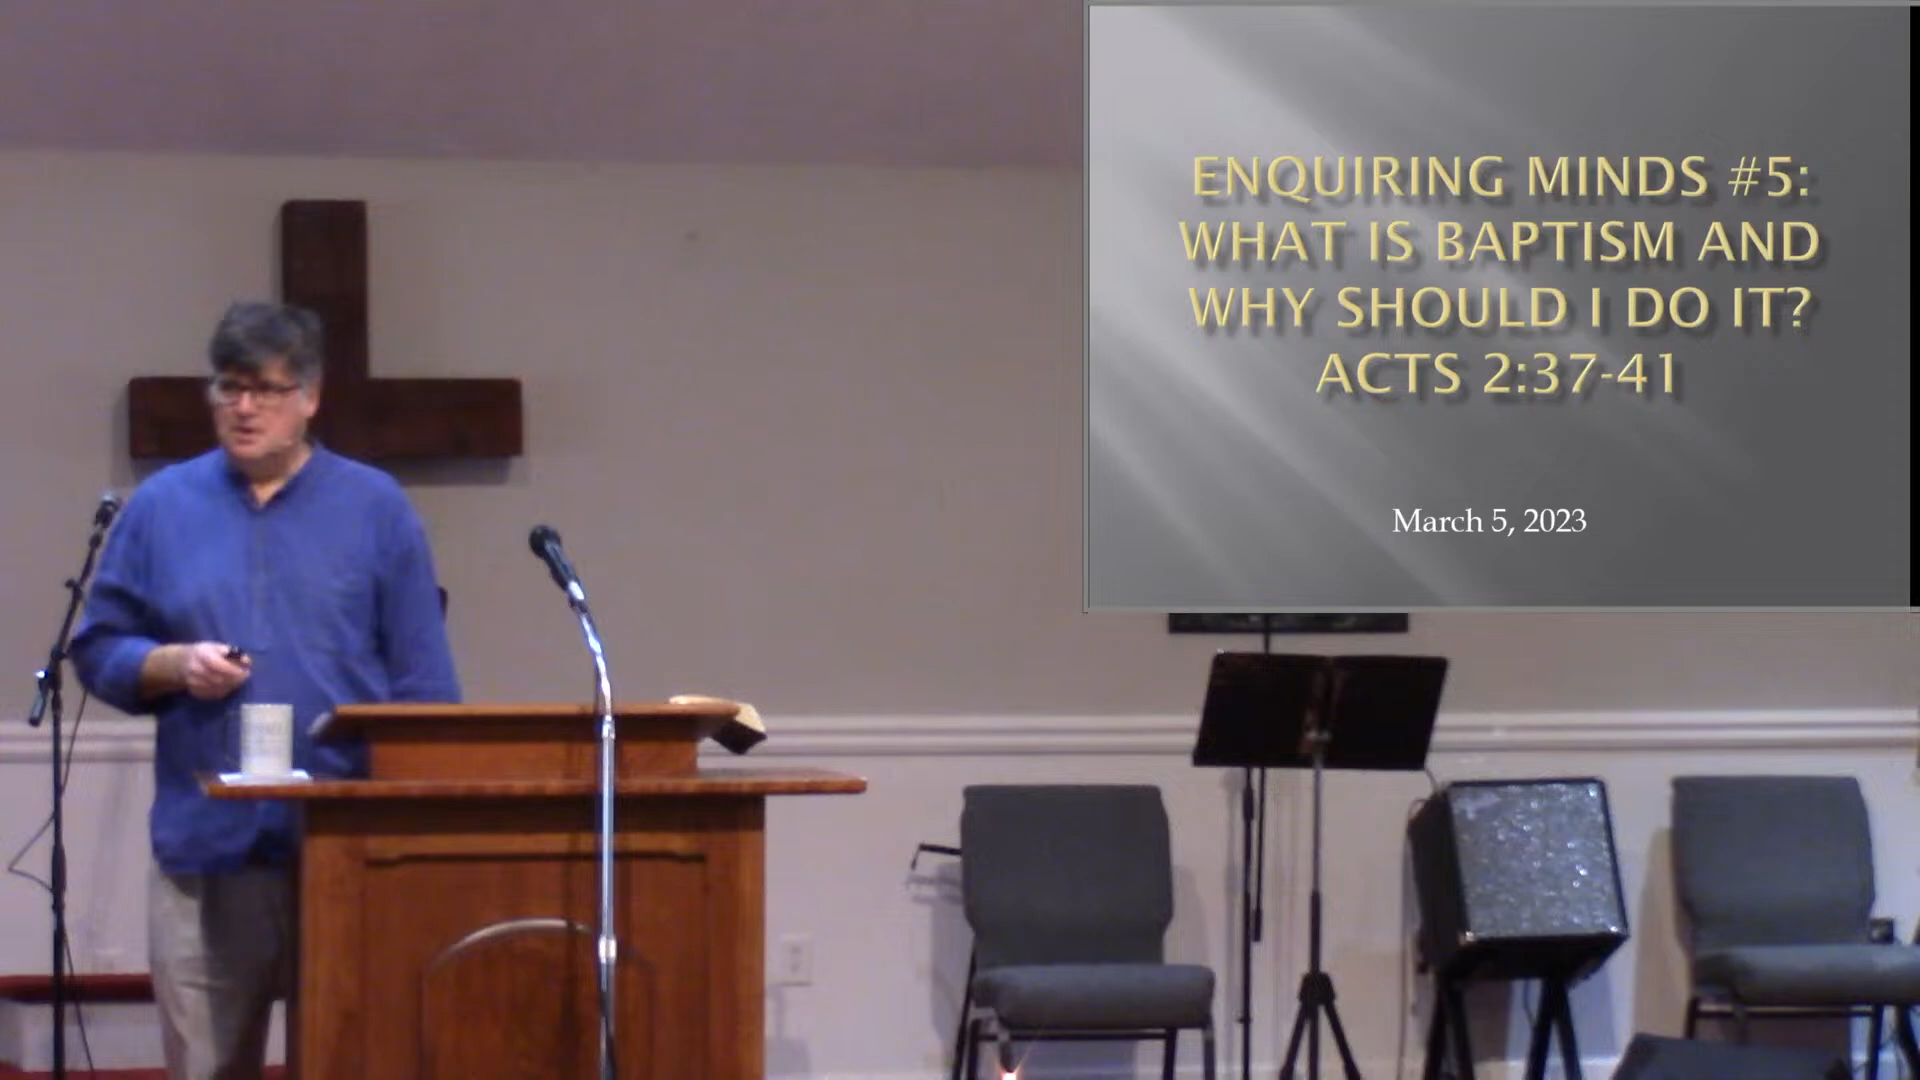 ENQUIRING MINDS #5:
WHAT IS BAPTISM AND
WHY SHOULD I DO IT?
ACTS 2:37-41
March 5, 2023